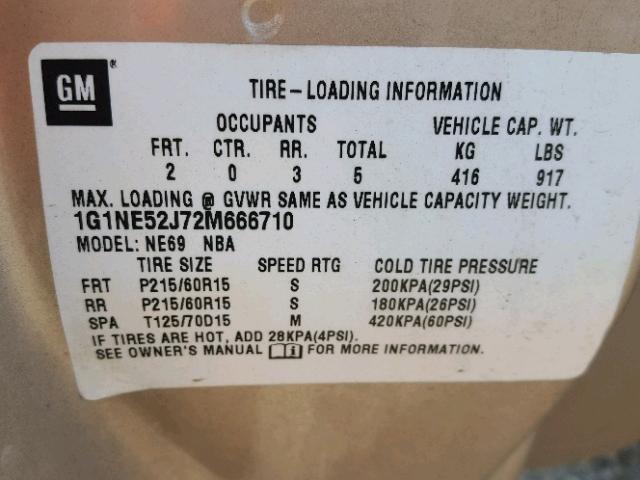 GM®
TIRE-LOADING INFORMATION
OCCUPANTS VEHICLE CAP. WT.
FRT. CTR. RR. TOTAL KG LBS
2 0 3 5 416 917
MAX. LOADING @ GVWR SAME AS VEHICLE CAPACITY WEIGHT.
1G1NE52J72M666710
MODEL: NE69 NBA
TIRE SIZE SPEED RTG COLD TIRE PRESSURE
FRT P215/60R15 S 200KPA(29PSI)
RR P215/60R15 S 180KPA(26PSI)
SPA T125/70D15 M 420KPA(60PSI)
IF TIRES ARE HOT, ADD 28KPA(4PSI).
SEE OWNER'S MANUAL FOR MORE INFORMATION.